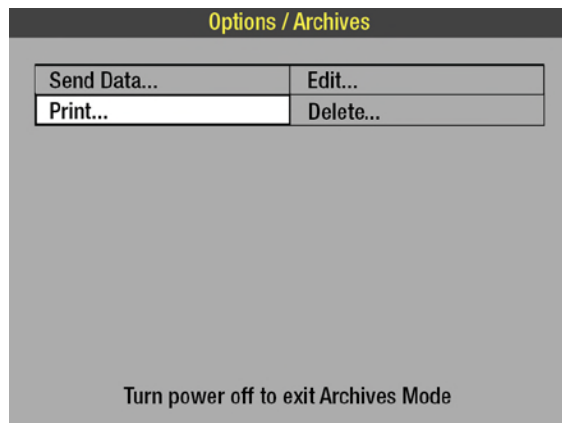 Options / Archives
Send Data... Edit...
Print... Delete...
Turn power off to exit Archives Mode